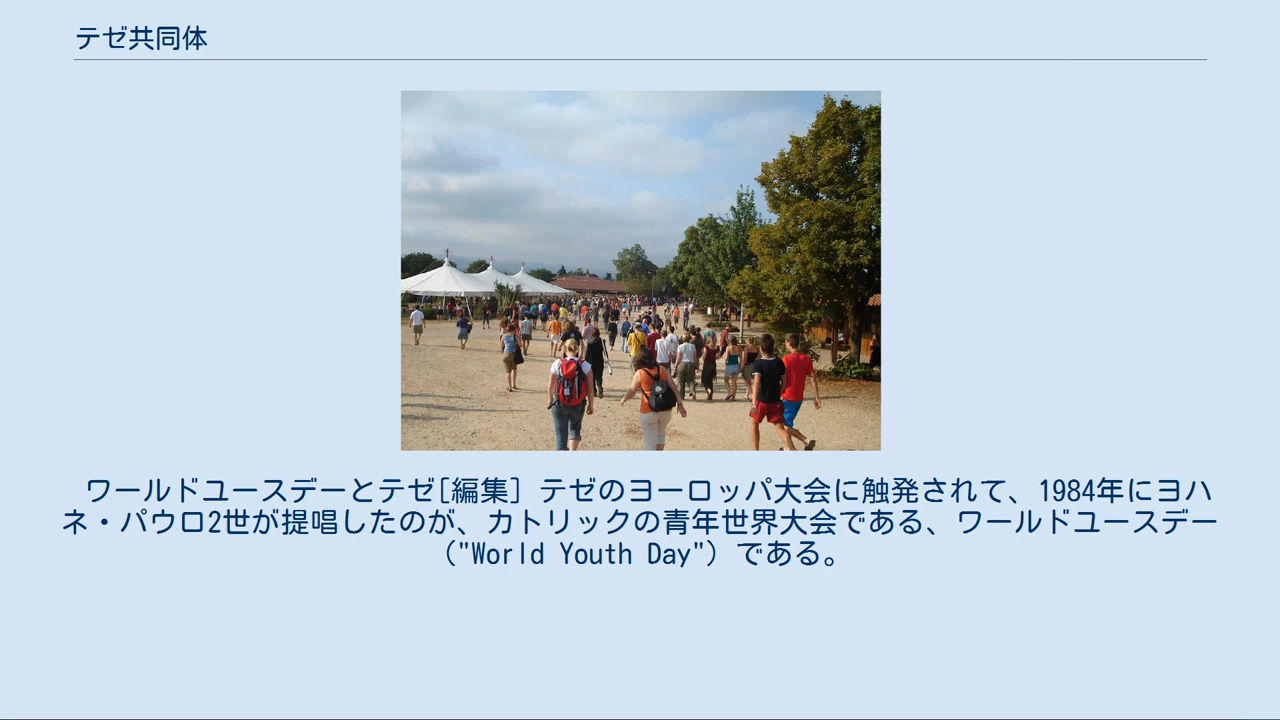 テゼ共同体
ワールドユースデーとテゼ[編集] テゼのヨーロッパ大会に触発されて、1984年にヨハ
ネ・パウロ2世が提唱したのが、カトリックの青年世界大会である、ワールドユースデー
("World Youth Day")である。